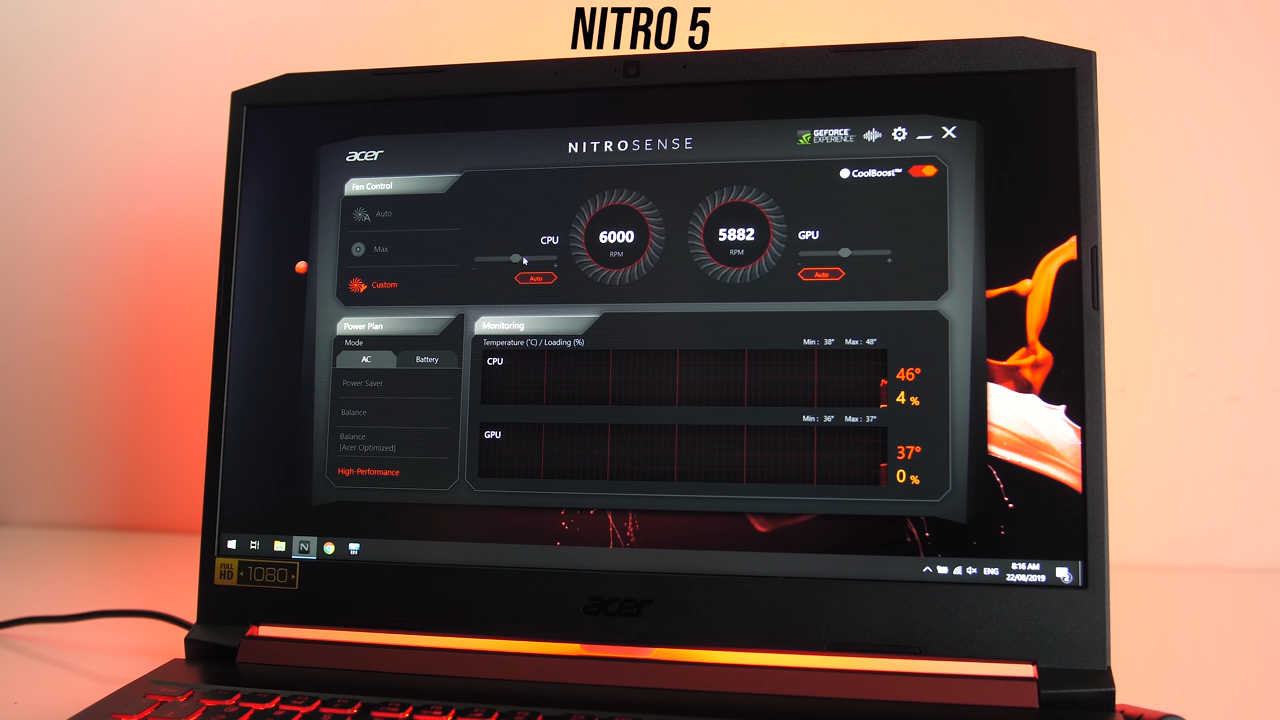 NITRO 5
acer
NITROSENSE
GEFORCE EXPERIENCE
Fan Control
CoolBoost™
Auto
Max
Custom
CPU
- +
Auto
6000
RPM
5882
RPM
GPU
- +
Auto
Power Plan
Mode
AC Battery
Power Saver
Balance
Balance
[Acer Optimized]
High-Performance
Monitoring
Temperature (°C) / Loading (%)
Min : 38° Max : 48°
CPU
46°
4 %
Min : 36° Max : 37°
GPU
37°
0 %
ENG
8:16 AM
22/08/2019
FULL HD
1080
acer